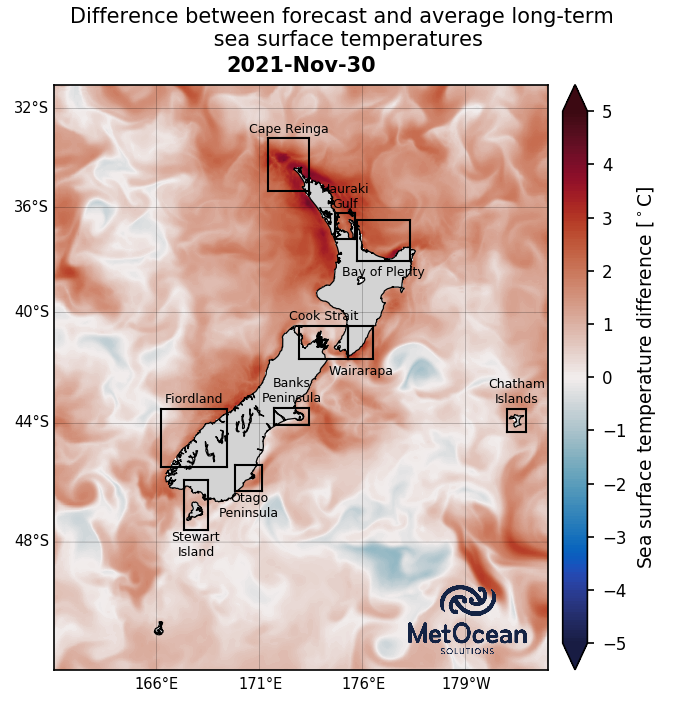 Difference between forecast and average long-term
sea surface temperatures
2021-Nov-30
32°S
36°S
40°S
44°S
48°S
Cape Reinga
Hauraki
Gulf
Bay of Plenty
Cook Strait
Wairarapa
Banks
Peninsula
Fiordland
Chatham
Islands
Otago
Peninsula
Stewart
Island
MetOcean
SOLUTIONS
166°E
171°E
176°E
179°W
5
4
3
2
1
0
−1
−2
−3
−4
−5
Sea surface temperature difference [°C]